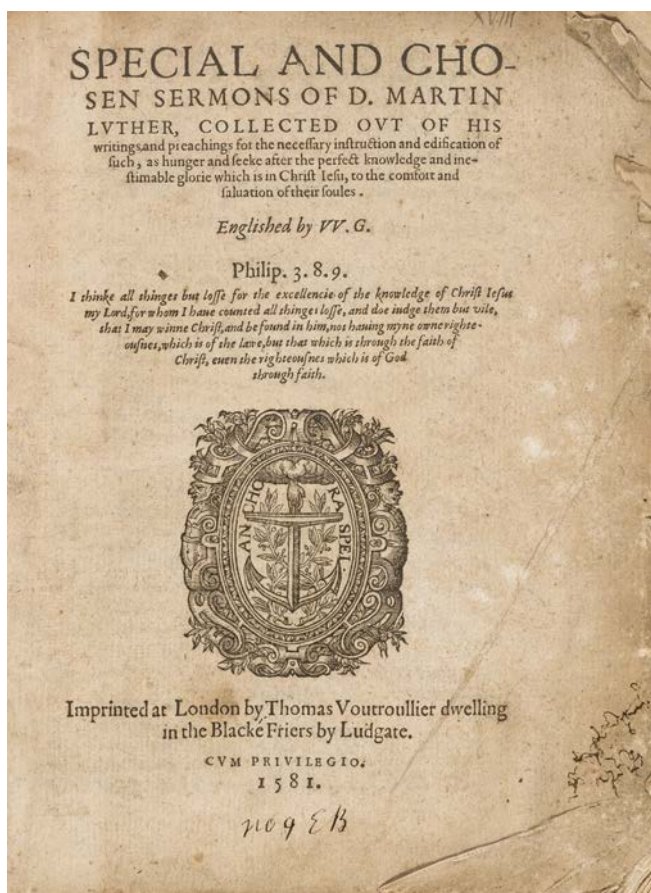 XVIII
SPECIAL AND CHO-
SEN SERMONS OF D. MARTIN
LVTHER, COLLECTED OVT OF HIS
writings,and preachings for the necessary instruction and edification of
such, as hunger and seeke after the perfect knowledge and ine-
stimable glorie which is in Christ Iesu, to the comfort and
saluation of their soules.
Englished by VV. G.
Philip. 3. 8. 9.
I thinke all thinges but losse for the excellencie of the knowledge of Christ Iesus
my Lord, for whom I haue counted all thinges losse, and doe iudge them but vile,
that I may winne Christ, and be found in him, not hauing myne owne righte-
ousnes, which is of the lawe, but that which is through the faith of
Christ, euen the righteousnes which is of God
through faith.
ANCHORA SPEI
Imprinted at London by Thomas Voutroullier dwelling
in the Blacke Friers by Ludgate.
CVM PRIVILEGIO.
1581.